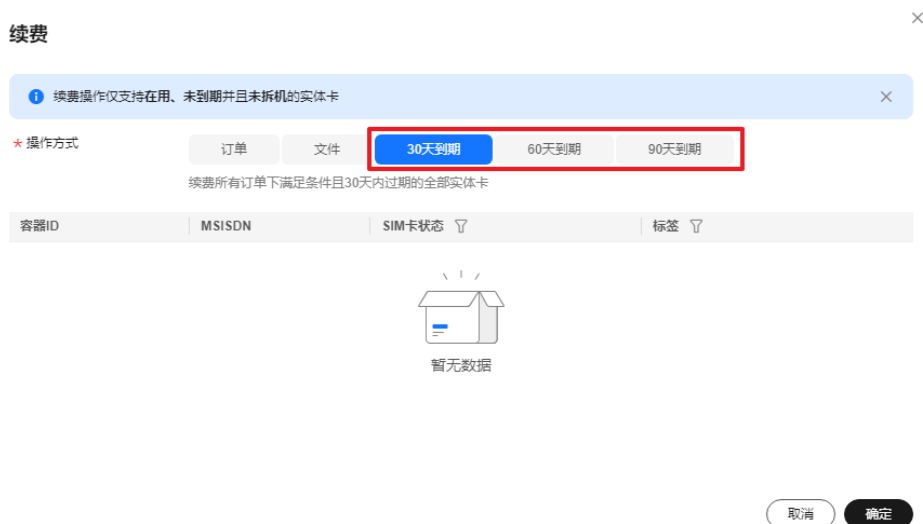 续费
续费操作仅支持在用、未到期并且未拆机的实体卡
* 操作方式
订单 文件 30天到期 60天到期 90天到期
续费所有订单下满足条件且30天内过期的全部实体卡
容器ID MSISDN SIM卡状态 标签
暂无数据
取消 确定